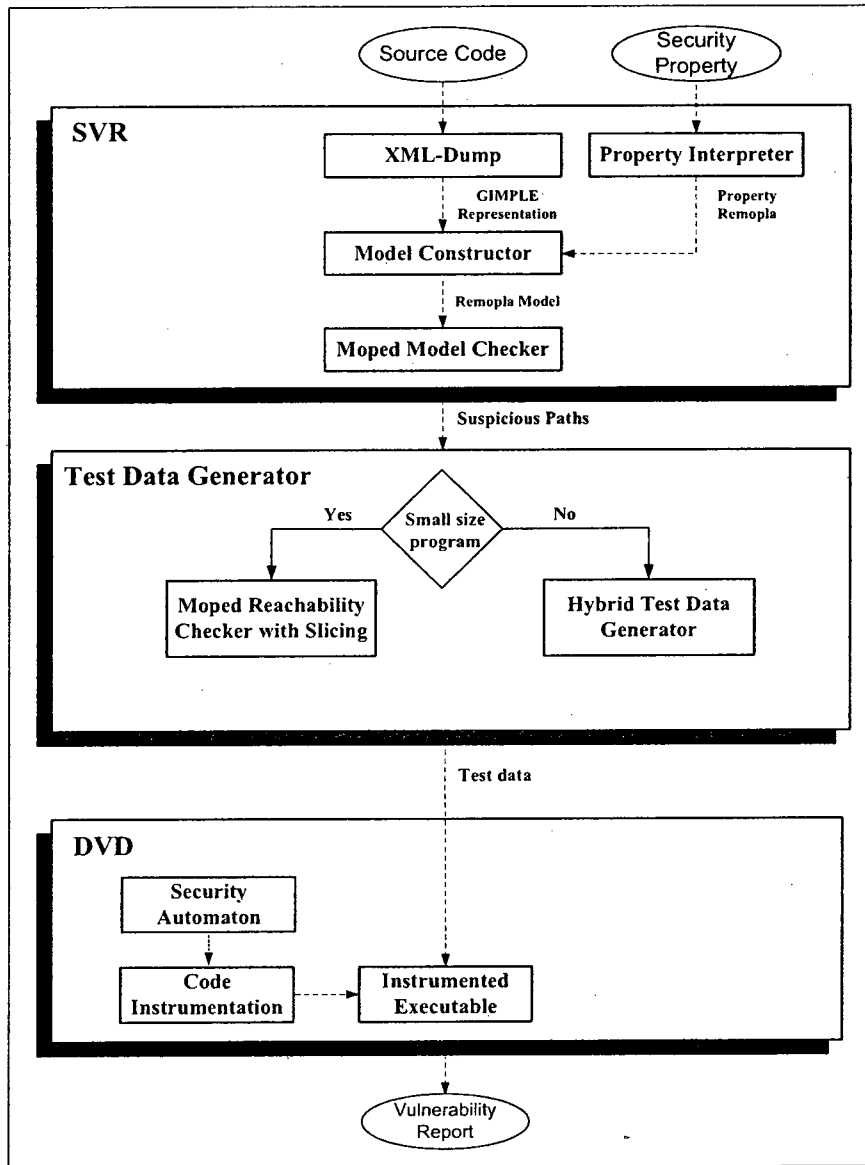 Source Code
Security
Property
SVR
XML-Dump
Property Interpreter
GIMPLE
Representation
Property
Remopla
Model Constructor
Remopla Model
Moped Model Checker
Suspicious Paths
Test Data Generator
Small size
program
Yes
No
Moped Reachability
Checker with Slicing
Hybrid Test Data
Generator
Test data
DVD
Security
Automaton
Code
Instrumentation
Instrumented
Executable
Vulnerability
Report